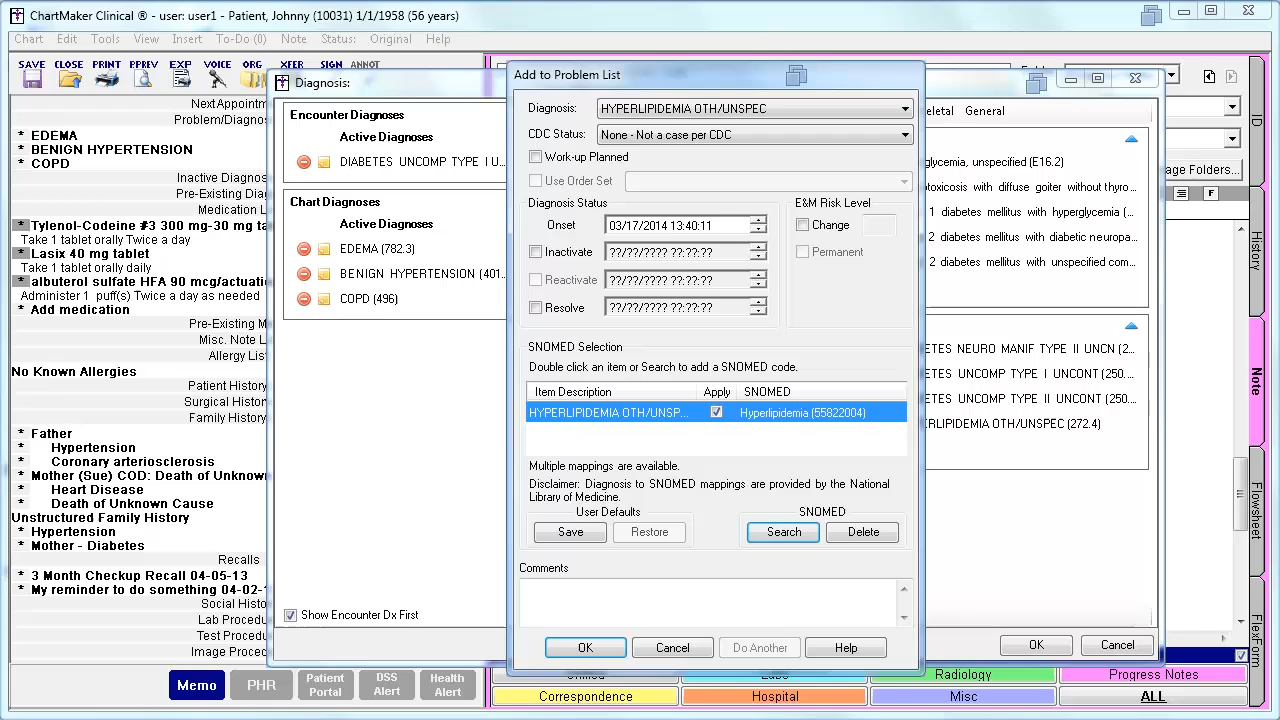 ChartMaker Clinical ® - user: user1 - Patient, Johnny (10031) 1/1/1958 (56 years)
Chart Edit Tools View Insert To-Do (0) Note Status: Original Help
SAVE CLOSE PRINT PPREV EXP VOICE ORG XFER SIGN ANNOT
NextAppointm
Problem/Diagno
* EDEMA
* BENIGN HYPERTENSION
* COPD
Inactive Diagnos
Pre-Existing Diag
Medication L
* Tylenol-Codeine #3 300 mg-30 mg ta
Take 1 tablet orally Twice a day
* Lasix 40 mg tablet
Take 1 tablet orally daily
* albuterol sulfate HFA 90 mcg/actuati
Administer 1 puff(s) Twice a day as needed
* Add medication
Pre-Existing M
Misc. Note L
Allergy List
No Known Allergies
Patient History
Surgical History
Family History
* Father
* Hypertension
* Coronary arteriosclerosis
* Mother (Sue) COD: Death of Unknown
* Heart Disease
* Death of Unknown Cause
Unstructured Family History
* Hypertension
* Mother - Diabetes
Recalls
* 3 Month Checkup Recall 04-05-13
* My reminder to do something 04-02-
Social Histo
Lab Procedu
Test Procedu
Image Proced
Memo
PHR
Patient Portal
DSS Alert
Health Alert
Diagnosis:
Encounter Diagnoses
Active Diagnoses
DIABETES UNCOMP TYPE I U...
Chart Diagnoses
Active Diagnoses
EDEMA (782.3)
BENIGN HYPERTENSION (401...
COPD (496)
Show Encounter Dx First
Add to Problem List
Diagnosis: HYPERLIPIDEMIA OTH/UNSPEC
CDC Status: None - Not a case per CDC
Work-up Planned
Use Order Set
Diagnosis Status
Onset 03/17/2014 13:40:11
Inactivate ??/??/???? ??:??:??
Reactivate ??/??/???? ??:??:??
Resolve ??/??/???? ??:??:??
E&M Risk Level
Change
Permanent
SNOMED Selection
Double click an item or Search to add a SNOMED code.
Item Description Apply SNOMED
HYPERLIPIDEMIA OTH/UNSP... Hyperlipidemia (55822004)
Multiple mappings are available.
Disclaimer: Diagnosis to SNOMED mappings are provided by the National
Library of Medicine.
User Defaults
Save Restore
SNOMED
Search Delete
Comments
OK Cancel Do Another Help
eletal General
glycemia, unspecified (E16.2)
otoxicosis with diffuse goiter without thyro...
1 diabetes mellitus with hyperglycemia (...
2 diabetes mellitus with diabetic neuropa...
2 diabetes mellitus with unspecified com...
ETES NEURO MANIF TYPE II UNCN (2...
ETES UNCOMP TYPE I UNCONT (250....
ETES UNCOMP TYPE II UNCONT (250....
ERLIPIDEMIA OTH/UNSPEC (272.4)
OK Cancel
age Folders...
F
ID
History
Note
Flowsheet
FlexForm
Radiology
Progress Notes
Correspondence
Hospital
Misc
ALL